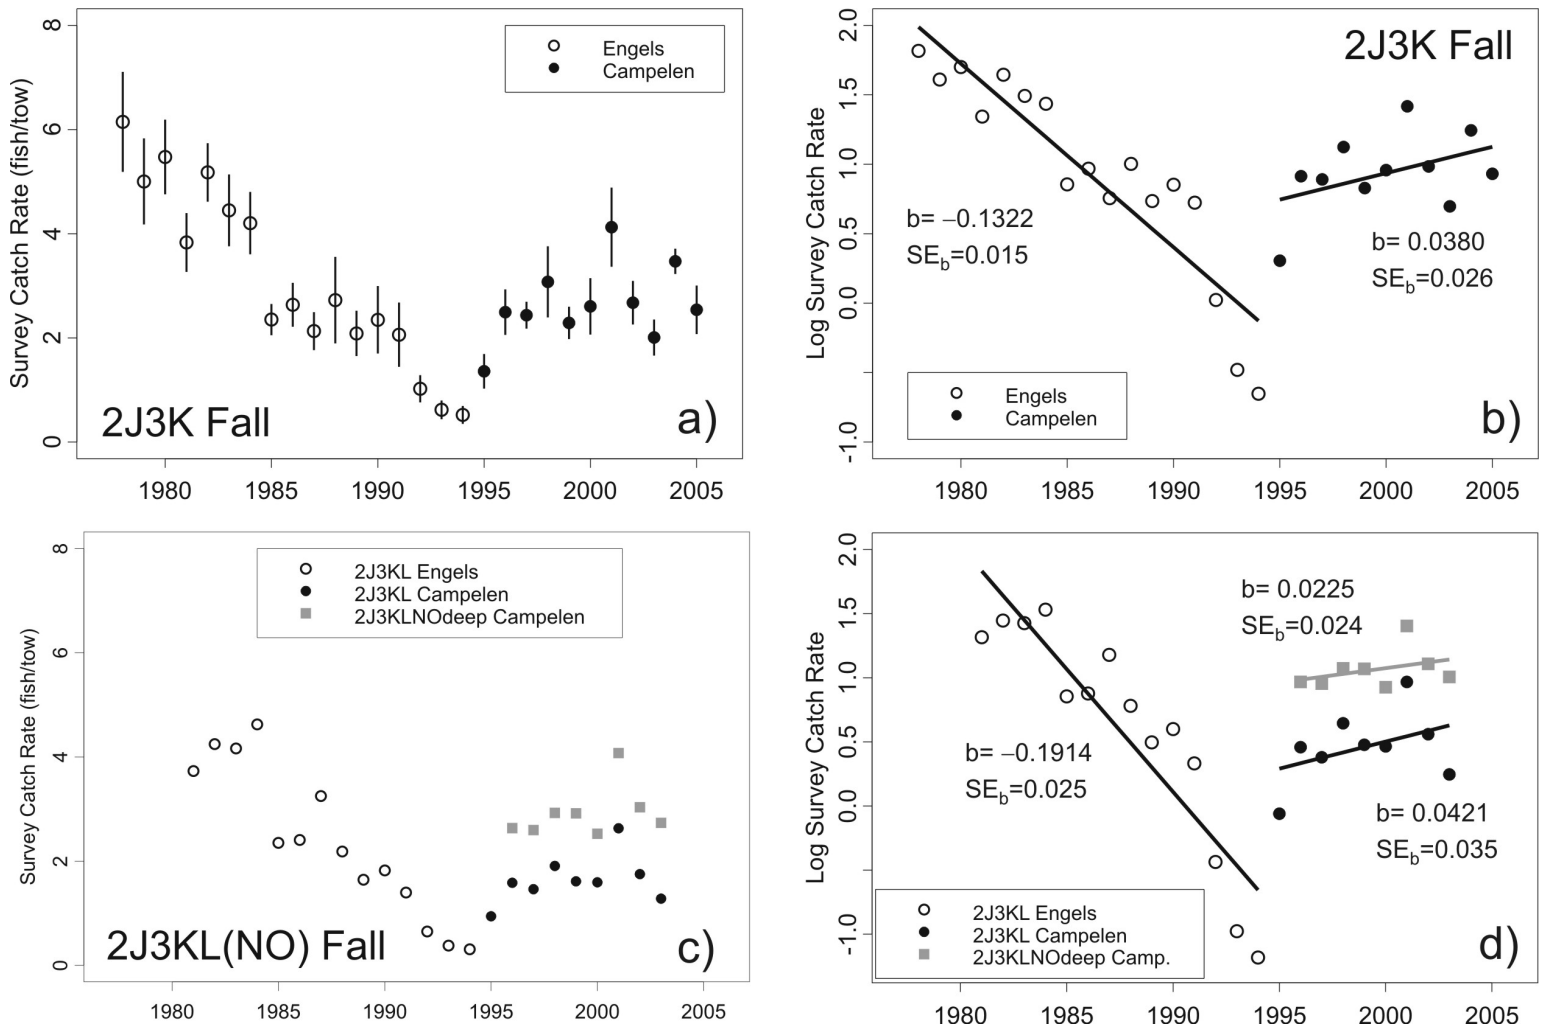 Survey Catch Rate (fish/tow)
8
6
4
2
0
Engels
Campelen
2J3K Fall
a)
1980 1985 1990 1995 2000 2005
Log Survey Catch Rate
2.0
1.5
1.0
0.5
0.0
-1.0
2J3K Fall
b= −0.1322
SEb=0.015
b= 0.0380
SEb=0.026
Engels
Campelen
b)
1980 1985 1990 1995 2000 2005
Survey Catch Rate (fish/tow)
8
6
4
2
0
2J3KL Engels
2J3KL Campelen
2J3KLNOdeep Campelen
2J3KL(NO) Fall
c)
1980 1985 1990 1995 2000 2005
Log Survey Catch Rate
2.0
1.5
1.0
0.5
0.0
-1.0
b= 0.0225
SEb=0.024
b= −0.1914
SEb=0.025
b= 0.0421
SEb=0.035
2J3KL Engels
2J3KL Campelen
2J3KLNOdeep Camp.
d)
1980 1985 1990 1995 2000 2005